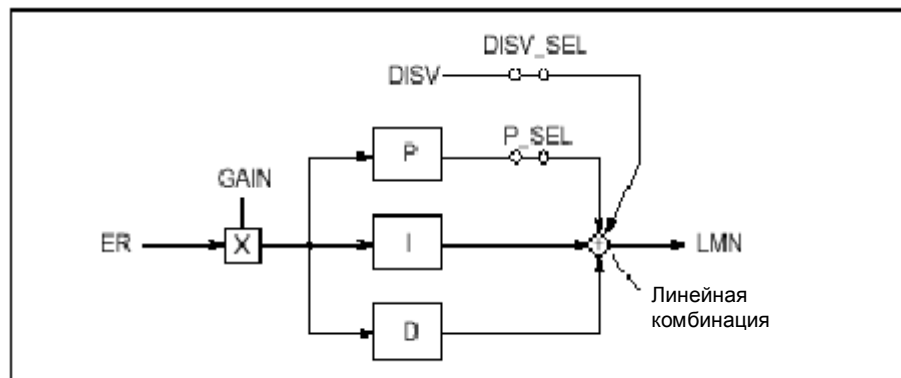 DISV_SEL
DISV
P_SEL
P
GAIN
ER
X
I
+
LMN
Линейная
комбинация
D